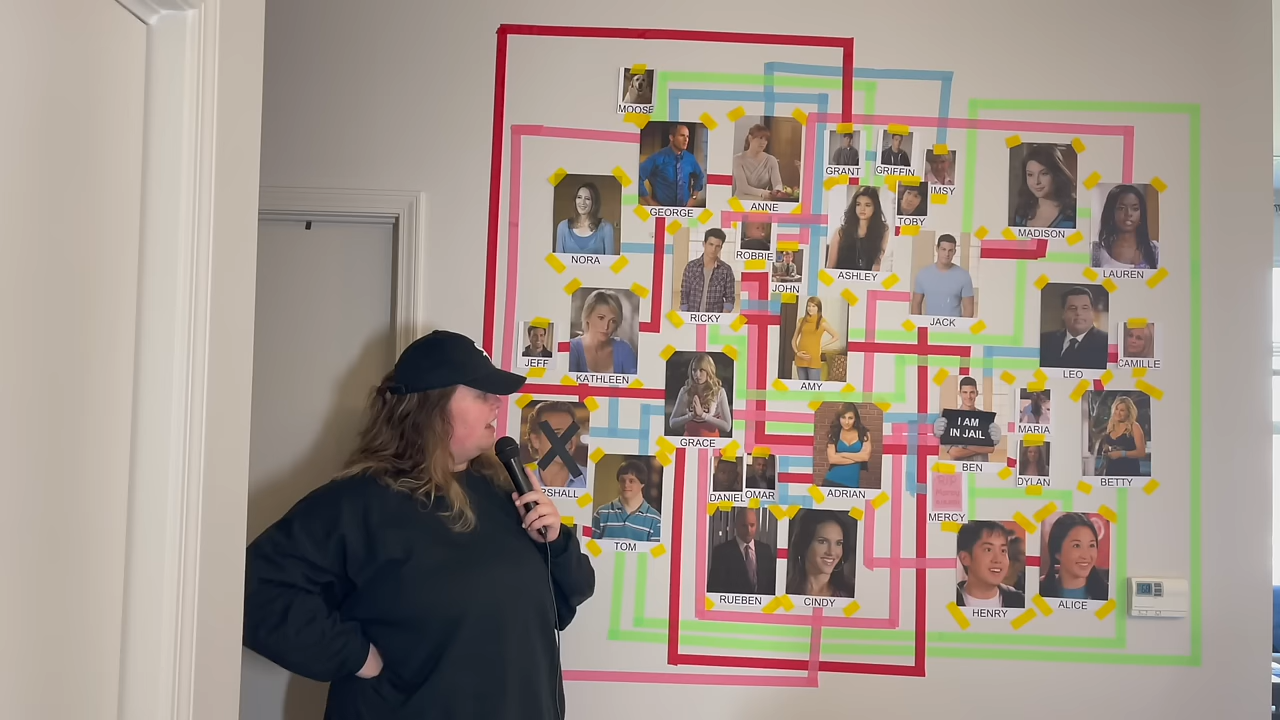 MOOSE
GEORGE
ANNE
GRANT
GRIFFIN
IMSY
TOBY
MADISON
NORA
ROBBIE
JOHN
ASHLEY
LAUREN
RICKY
JACK
JEFF
KATHLEEN
AMY
LEO
CAMILLE
GRACE
I AM
IN JAIL
MARIA
BEN
DYLAN
BETTY
RSHALL
DANIEL
OMAR
ADRIAN
TOM
MERCY
RUEBEN
CINDY
HENRY
ALICE